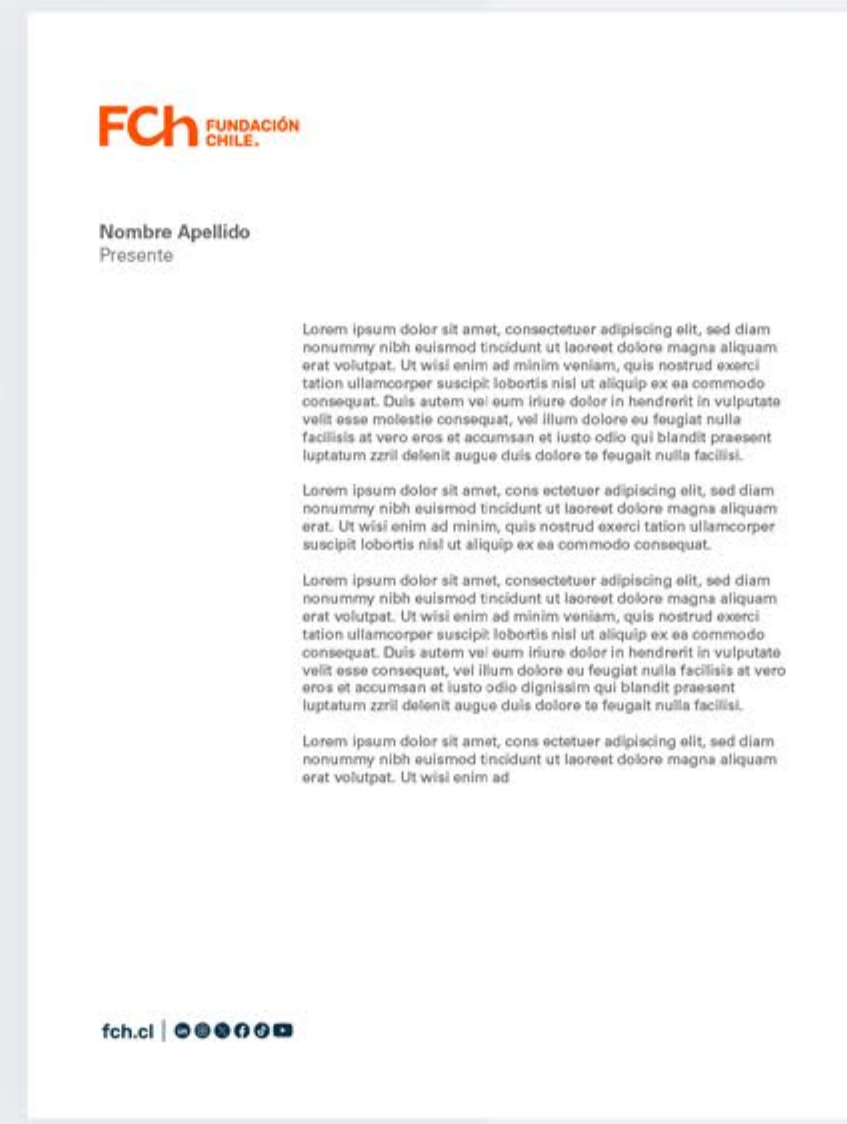 FCh FUNDACIÓN
CHILE.
Nombre Apellido
Presente
Lorem ipsum dolor sit amet, consectetuer adipiscing elit, sed diam
nonummy nibh euismod tincidunt ut laoreet dolore magna aliquam
erat volutpat. Ut wisi enim ad minim veniam, quis nostrud exerci
tation ullamcorper suscipit lobortis nisl ut aliquip ex ea commodo
consequat. Duis autem vel eum iriure dolor in hendrerit in vulputate
velit esse molestie consequat, vel illum dolore eu feugiat nulla
facilisis at vero eros et accumsan et iusto odio qui blandit praesent
luptatum zzril delenit augue duis dolore te feugait nulla facilisi.
Lorem ipsum dolor sit amet, cons ectetuer adipiscing elit, sed diam
nonummy nibh euismod tincidunt ut laoreet dolore magna aliquam
erat. Ut wisi enim ad minim, quis nostrud exerci tation ullamcorper
suscipit lobortis nisl ut aliquip ex ea commodo consequat.
Lorem ipsum dolor sit amet, consectetuer adipiscing elit, sed diam
nonummy nibh euismod tincidunt ut laoreet dolore magna aliquam
erat volutpat. Ut wisi enim ad minim veniam, quis nostrud exerci
tation ullamcorper suscipit lobortis nisl ut aliquip ex ea commodo
consequat. Duis autem vel eum iriure dolor in hendrerit in vulputate
velit esse consequat, vel illum dolore eu feugiat nulla facilisis at vero
eros et accumsan et iusto odio dignissim qui blandit praesent
luptatum zzril delenit augue duis dolore te feugait nulla facilisi.
Lorem ipsum dolor sit amet, cons ectetuer adipiscing elit, sed diam
nonummy nibh euismod tincidunt ut laoreet dolore magna aliquam
erat volutpat. Ut wisi enim ad
fch.cl